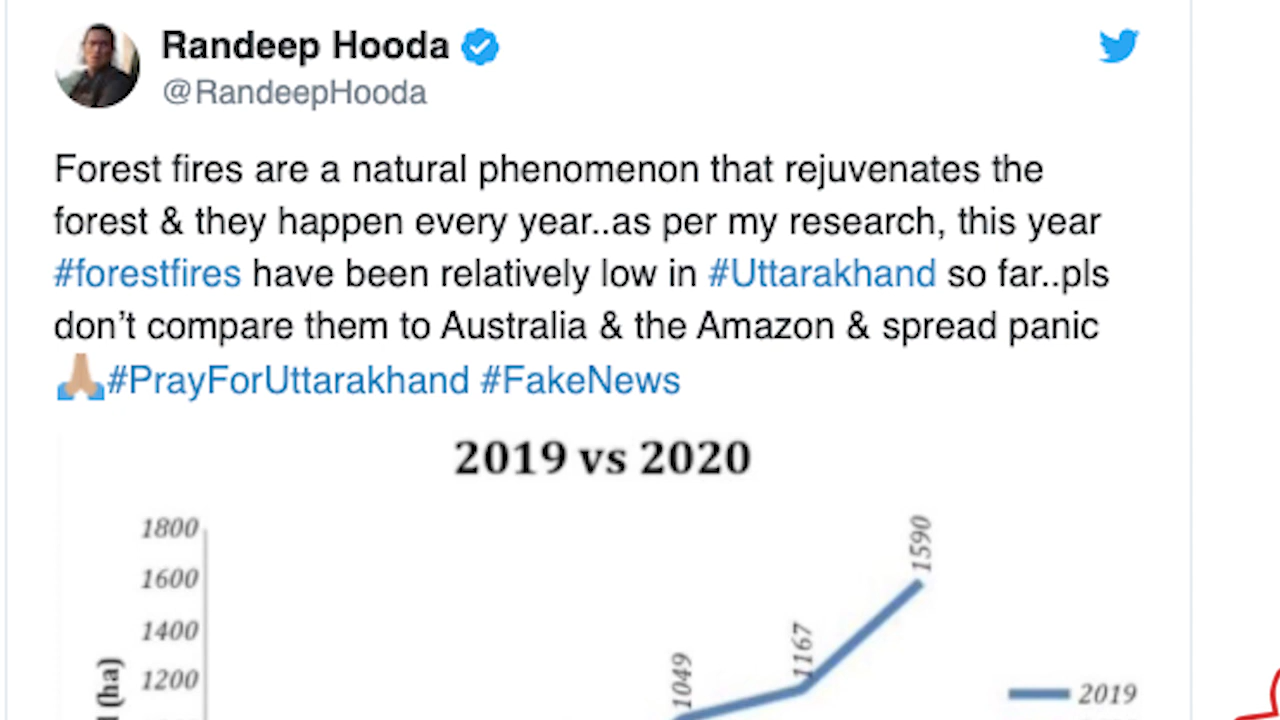 Randeep Hooda
@RandeepHooda
Forest fires are a natural phenomenon that rejuvenates the
forest & they happen every year..as per my research, this year
#forestfires have been relatively low in #Uttarakhand so far..pls
don’t compare them to Australia & the Amazon & spread panic
🙏🏼#PrayForUttarakhand #FakeNews
2019 vs 2020
1800
1600
1400
1200
1049
1167
1590
(ha)
2019